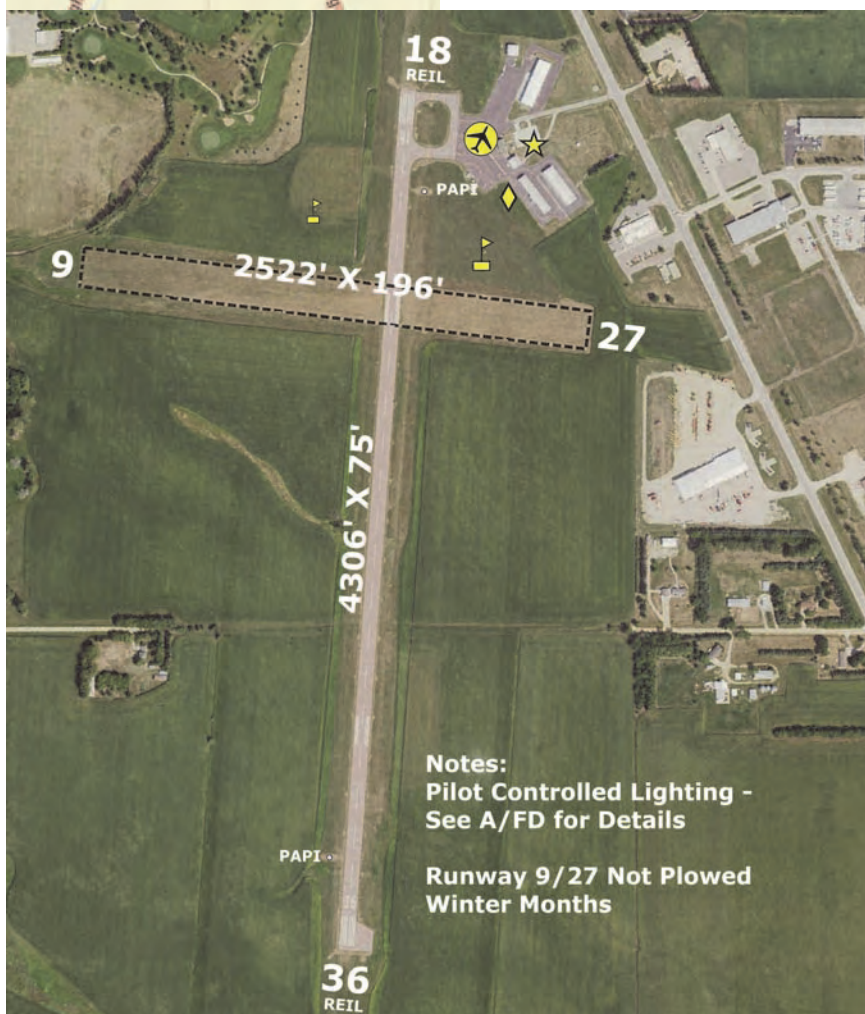 18
REIL
PAPI
9
2522' X 196'
27
4306' X 75'
Notes:
Pilot Controlled Lighting -
See A/FD for Details
PAPI
Runway 9/27 Not Plowed
Winter Months
36
REIL